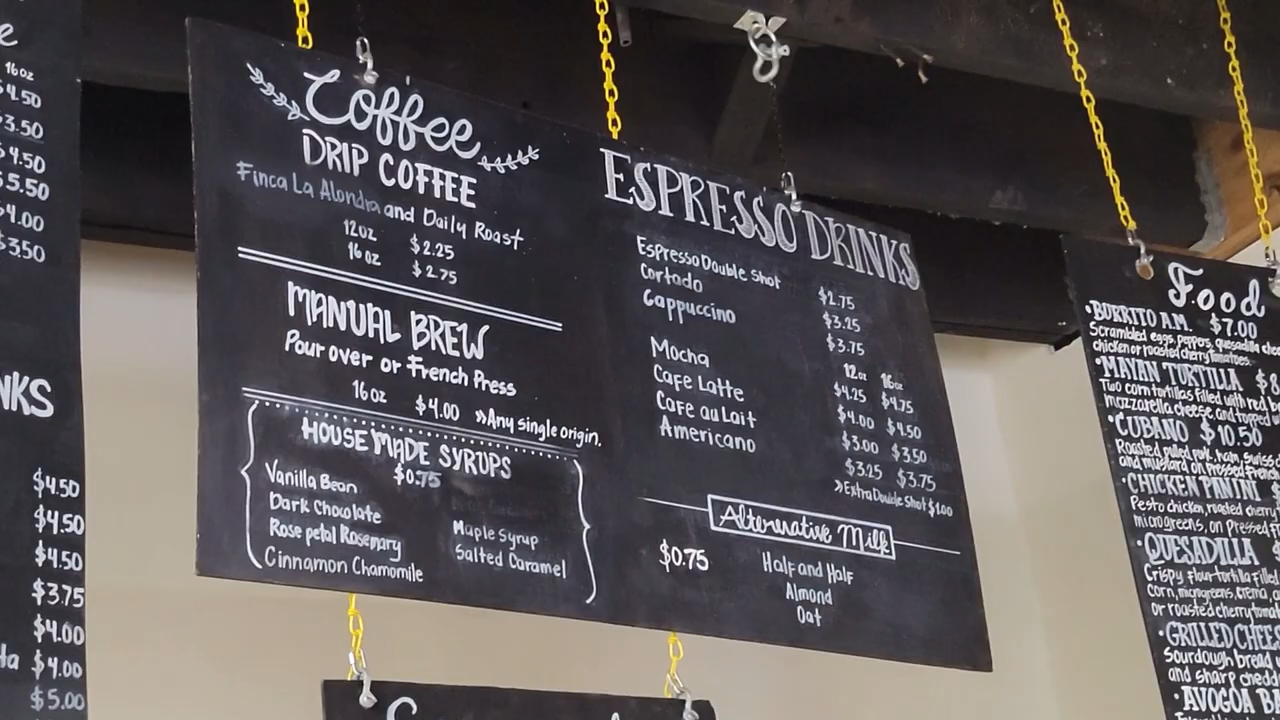 16oz
$4.50
$3.50
$4.50
$5.50
$4.00
$3.50
NKS
$4.50
$4.50
$4.50
$3.75
$4.00
$4.00
$5.00
Coffee
DRIP COFFEE
Finca La Alondra and Daily Roast
12oz $2.25
16 oz $2.75
MANUAL BREW
Pour over or French Press
16 oz $4.00 »Any single origin.
HOUSE MADE SYRUPS
$0.75
Vanilla Bean
Dark Chocolate
Rose petal Rosemary
Cinnamon Chamomile
Maple Syrup
Salted Caramel
ESPRESSO DRINKS
Espresso Double Shot $2.75
Cortado $3.25
Cappuccino $3.75
12oz 16oz
Mocha $4.25 $4.75
Cafe Latte $4.00 $4.50
Cafe au Lait $3.00 $3.50
Americano $3.25 $3.75
»Extra Double Shot $1.00
Alternative Milk
$0.75
Half and Half
Almond
Oat
Food
•BURRITO A.M. $7.00
Scrambled eggs, peppers, quesadilla
chicken or roasted cherry tomatoes.
•MAYAN TORTILLA
Two corn tortillas filled with red
mozzarella cheese, and topped
•CUBANO $10.50
Roasted pulled pork, ham, swiss
and mustard on pressed
•CHICKEN PANINI
Pesto chicken, roasted cherry
microgreens, on Pressed
•QUESADILLA
Crispy flour tortilla filled
corn, microgreens, crema,
or roasted cherry
•GRILLED CHEES
Sourdough bread
and sharp
•AVOGOA BA